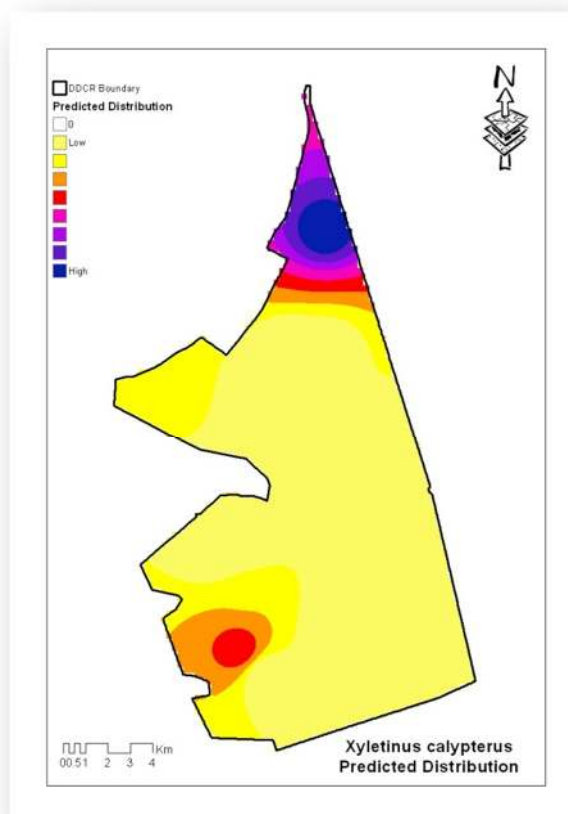 DDCR Boundary
Predicted Distribution
0
Low
High
N
Km
00.51 2 3 4
Xyletinus calypterus
Predicted Distribution